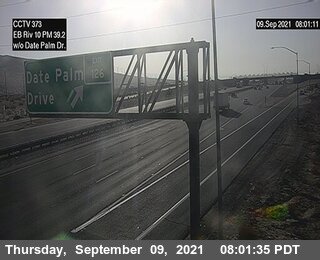 CCTV 373
EB Riv 10 PM 39.2
w/o Date Palm Dr.
09.Sep 2021 08:01:11
EXIT 126
Date Palm
Drive
Thursday, September 09, 2021 08:01:35 PDT